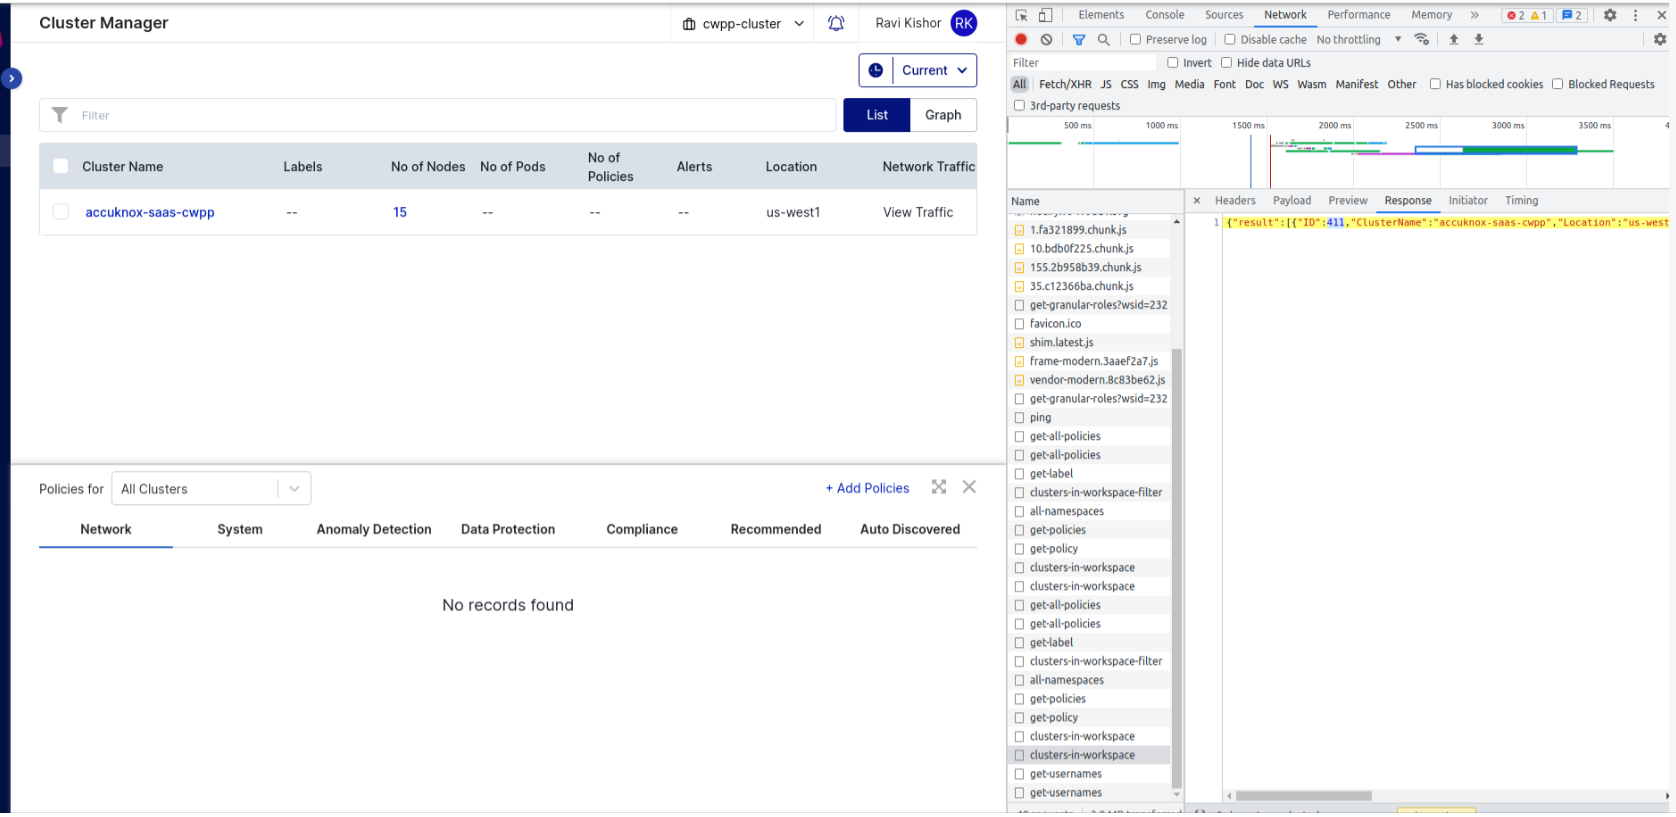 Cluster Manager
cwpp-cluster
Ravi Kishor
RK
Current
Filter
List
Graph
Cluster Name
Labels
No of Nodes
No of Pods
No of
Policies
Alerts
Location
Network Traffic
accuknox-saas-cwpp
--
15
--
--
--
us-west1
View Traffic
Policies for
All Clusters
+ Add Policies
Network
System
Anomaly Detection
Data Protection
Compliance
Recommended
Auto Discovered
No records found
Elements
Console
Sources
Network
Performance
Memory
»
2
1
2
Preserve log
Disable cache
No throttling
Filter
Invert
Hide data URLs
All
Fetch/XHR
JS
CSS
Img
Media
Font
Doc
WS
Wasm
Manifest
Other
Has blocked cookies
Blocked Requests
3rd-party requests
500 ms
1000 ms
1500 ms
2000 ms
2500 ms
3000 ms
3500 ms
4
Name
Headers
Payload
Preview
Response
Initiator
Timing
1 {"result":[{"ID":411,"ClusterName":"accuknox-saas-cwpp","Location":"us-west
1.fa321899.chunk.js
10.bdb0f225.chunk.js
155.2b958b39.chunk.js
35.c12366ba.chunk.js
get-granular-roles?wsid=232
favicon.ico
shim.latest.js
frame-modern.3aaef2a7.js
vendor-modern.8c83be62.js
get-granular-roles?wsid=232
ping
get-all-policies
get-all-policies
get-label
clusters-in-workspace-filter
all-namespaces
get-policies
get-policy
clusters-in-workspace
clusters-in-workspace
get-all-policies
get-all-policies
get-label
clusters-in-workspace-filter
all-namespaces
get-policies
get-policy
clusters-in-workspace
clusters-in-workspace
get-usernames
get-usernames